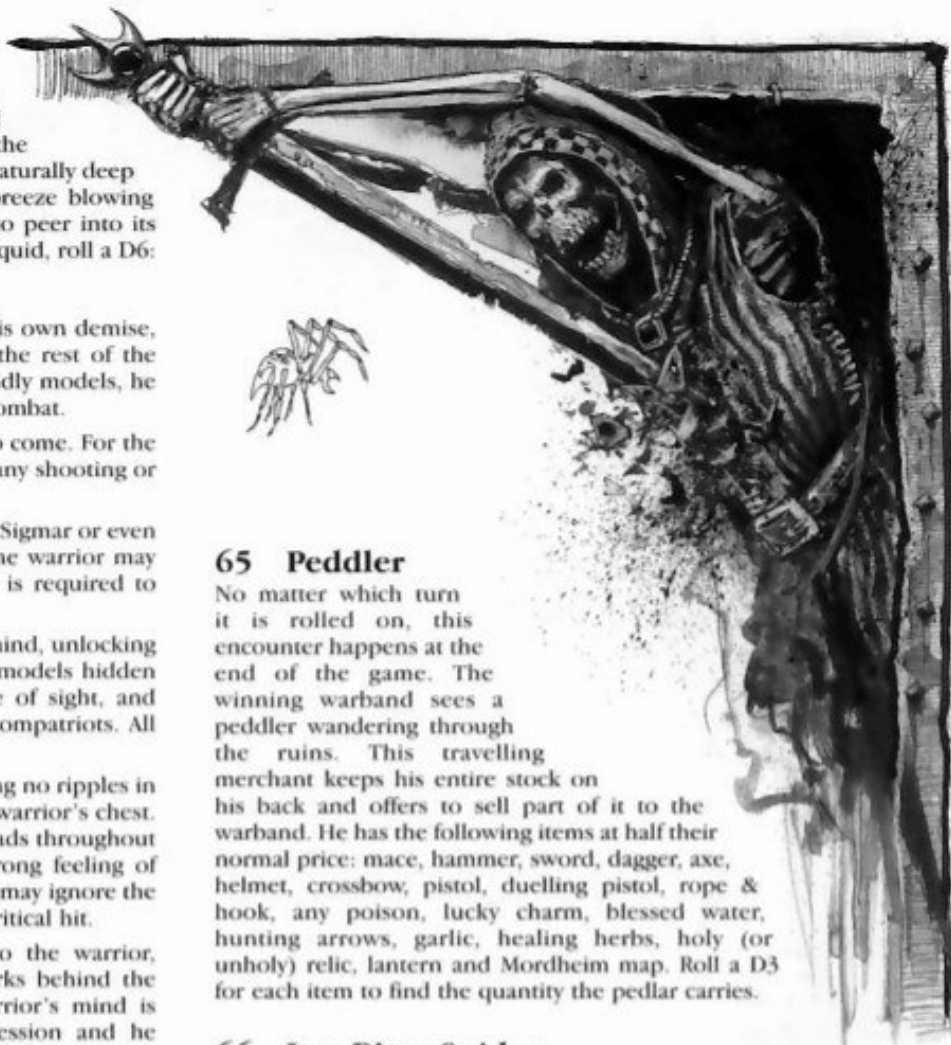 the
aturally deep
reeze blowing
o peer into its
quid, roll a D6:
is own demise,
the rest of the
dly models, he
ombat.
o come. For the
any shooting or
Sigmar or even
ne warrior may
is required to
ind, unlocking
models hidden
e of sight, and
ompatriots. All
ng no ripples in
warrior's chest.
ads throughout
rong feeling of
may ignore the
ritical hit.
o the warrior,
rks behind the
rrior's mind is
ession and he
65 Peddler
No matter which turn
it is rolled on, this
encounter happens at the
end of the game. The
winning warband sees a
peddler wandering through
the ruins. This travelling
merchant keeps his entire stock on
his back and offers to sell part of it to the
warband. He has the following items at half their
normal price: mace, hammer, sword, dagger, axe,
helmet, crossbow, pistol, duelling pistol, rope &
hook, any poison, lucky charm, blessed water,
hunting arrows, garlic, healing herbs, holy (or
unholy) relic, lantern and Mordheim map. Roll a D3
for each item to find the quantity the pedlar carries.